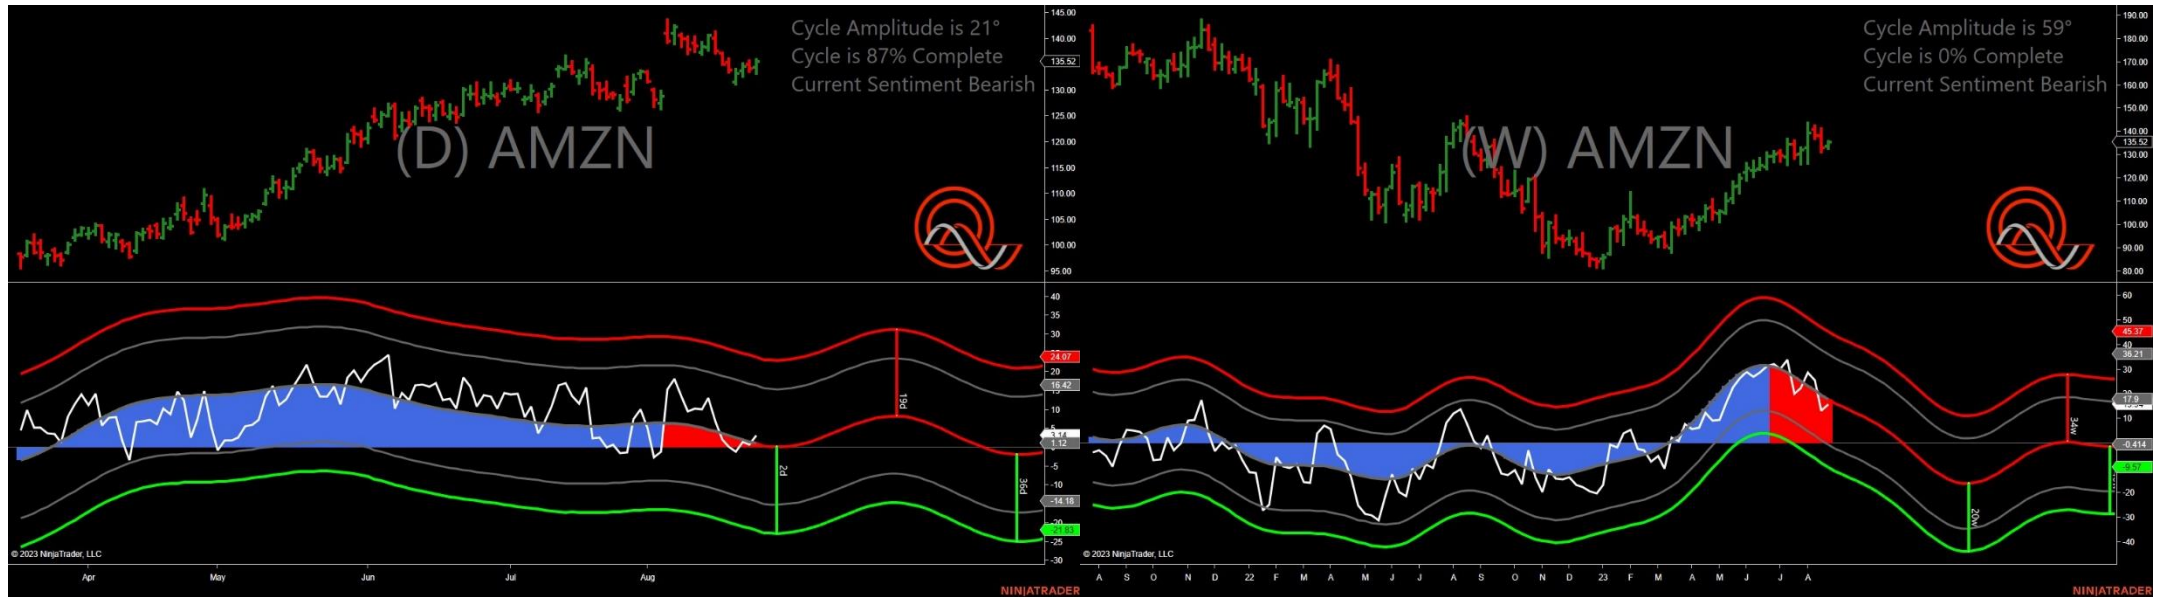 Cycle Amplitude is 21°
Cycle is 87% Complete
Current Sentiment Bearish
(D) AMZN
145.00
140.00
135.52
130.00
125.00
120.00
115.00
110.00
105.00
100.00
95.00
40
35
30
24.07
20
16.42
10
5
1.12
-5
-10
-14.18
-20
-21.83
-25
-30
19d
2d
36d
© 2023 NinjaTrader, LLC
Apr May Jun Jul Aug
NINJATRADER
Cycle Amplitude is 59°
Cycle is 0% Complete
Current Sentiment Bearish
(W) AMZN
190.00
180.00
170.00
160.00
150.00
140.00
135.52
130.00
120.00
110.00
100.00
90.00
80.00
60
50
45.37
40
36.21
30
20
17.9
10
-0.414
-9.57
-20
-30
-40
34w
20w
© 2023 NinjaTrader, LLC
A S O N D 22 F M A M J J A S O N D 23 F M A M J J A
NINJATRADER